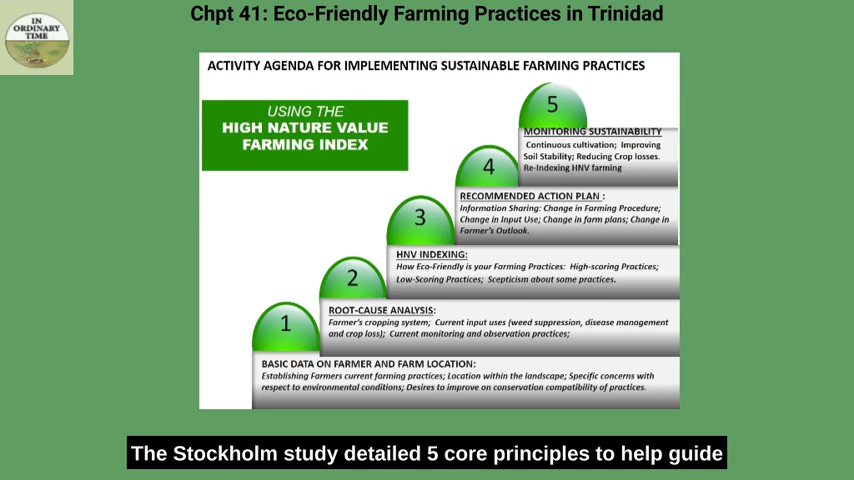 Chpt 41: Eco-Friendly Farming Practices in Trinidad
IN
ORDINARY
TIME
ACTIVITY AGENDA FOR IMPLEMENTING SUSTAINABLE FARMING PRACTICES
USING THE
HIGH NATURE VALUE
FARMING INDEX
5
MONITORING SUSTAINABILITY
Continuous cultivation; Improving
Soil Stability; Reducing Crop losses.
Re-Indexing HNV farming
4
RECOMMENDED ACTION PLAN :
Information Sharing: Change in Farming Procedure;
Change in Input Use; Change in farm plans; Change in
Farmer's Outlook.
3
HNV INDEXING:
How Eco-Friendly is your Farming Practices: High-scoring Practices;
Low-Scoring Practices; Scepticism about some practices.
2
ROOT-CAUSE ANALYSIS:
Farmer's cropping system; Current input uses (weed suppression, disease management
and crop loss); Current monitoring and observation practices;
1
BASIC DATA ON FARMER AND FARM LOCATION:
Establishing Farmers current farming practices; Location within the landscape; Specific concerns with
respect to environmental conditions; Desires to improve on conservation compatibility of practices.
The Stockholm study detailed 5 core principles to help guide